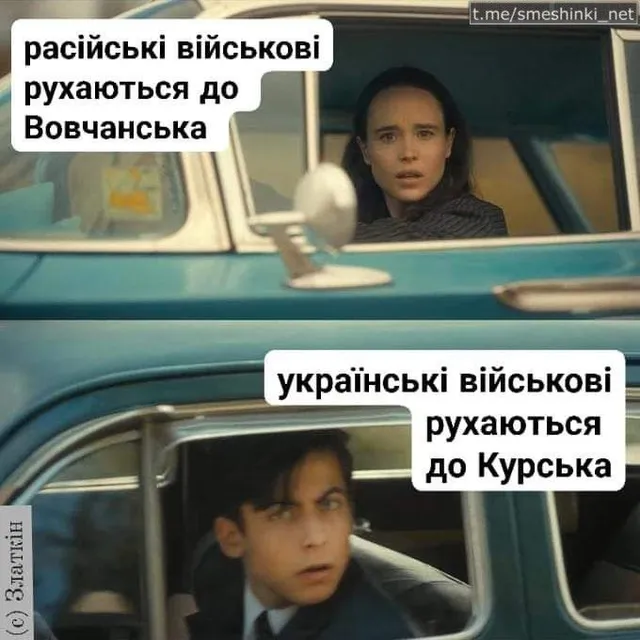 t.me/smeshinki_net
расійські військові
рухаються до
Вовчанська
українські військові
рухаються
до Курська
(с) Златкін